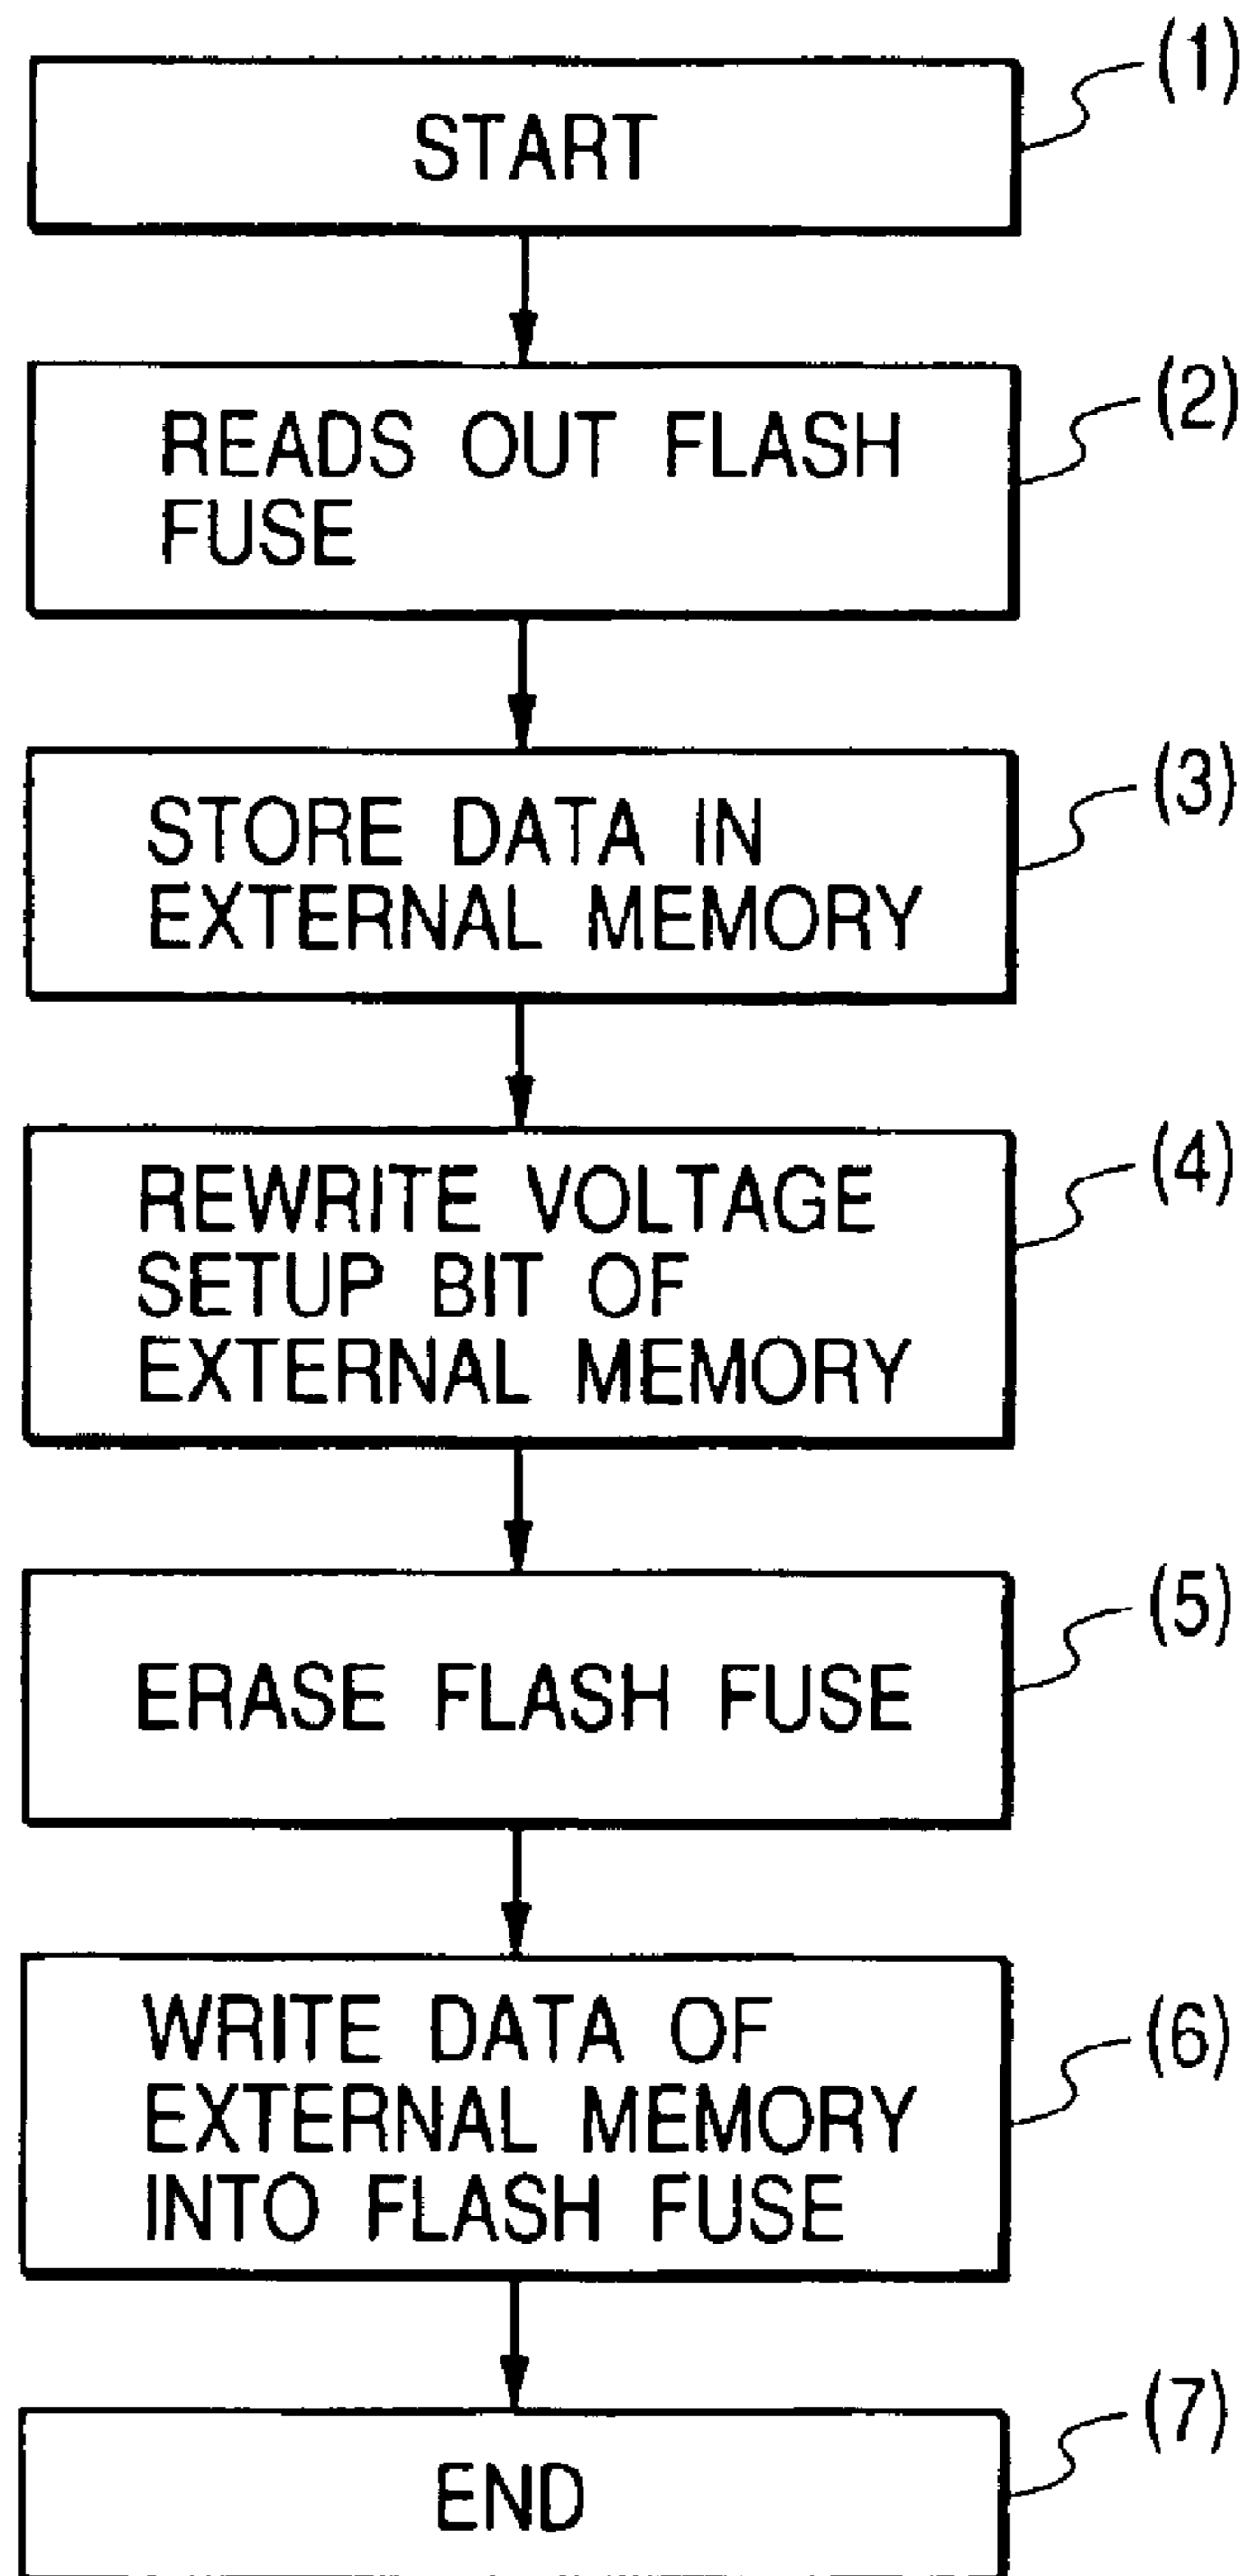 (1)
START
(2)
READS OUT FLASH
FUSE
(3)
STORE DATA IN
EXTERNAL MEMORY
(4)
REWRITE VOLTAGE
SETUP BIT OF
EXTERNAL MEMORY
(5)
ERASE FLASH FUSE
(6)
WRITE DATA OF
EXTERNAL MEMORY
INTO FLASH FUSE
(7)
END